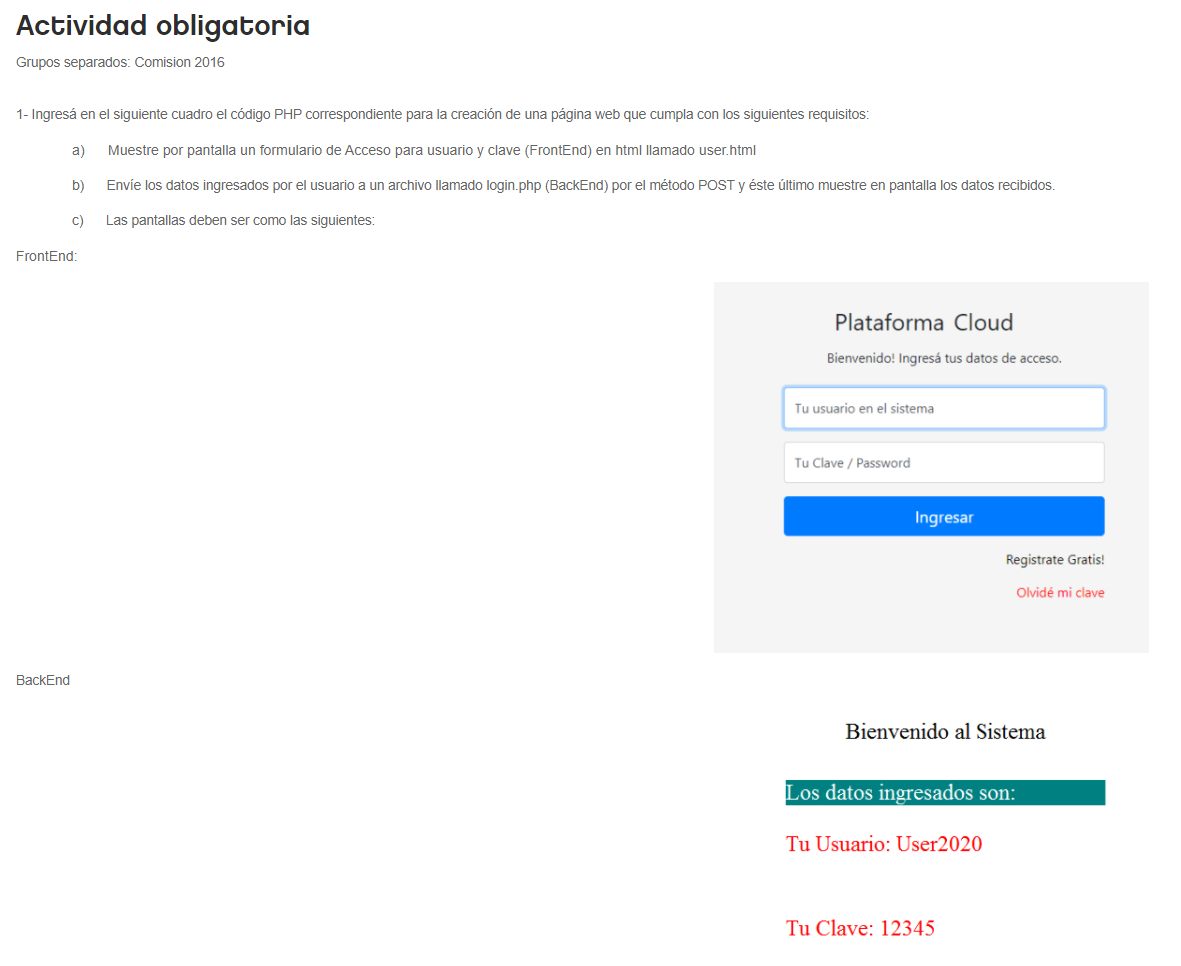 Actividad obligatoria
Grupos separados: Comision 2016
1- Ingresá en el siguiente cuadro el código PHP correspondiente para la creación de una página web que cumpla con los siguientes requisitos:
a) Muestre por pantalla un formulario de Acceso para usuario y clave (FrontEnd) en html llamado user.html
b) Envíe los datos ingresados por el usuario a un archivo llamado login.php (BackEnd) por el método POST y éste último muestre en pantalla los datos recibidos.
c) Las pantallas deben ser como las siguientes:
FrontEnd:
Plataforma Cloud
Bienvenido! Ingresá tus datos de acceso.
Tu usuario en el sistema
Tu Clave / Password
Ingresar
Registrate Gratis!
Olvidé mi clave
BackEnd
Bienvenido al Sistema
Los datos ingresados son:
Tu Usuario: User2020
Tu Clave: 12345